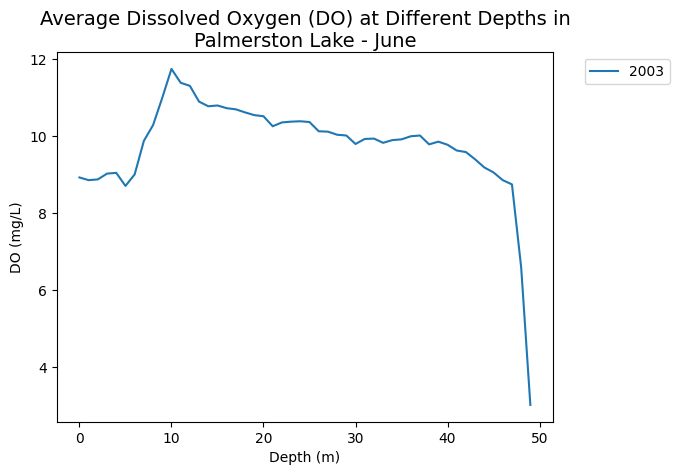 Average Dissolved Oxygen (DO) at Different Depths in
Palmerston Lake - June
2003
12
10
8
6
4
DO (mg/L)
0 10 20 30 40 50
Depth (m)